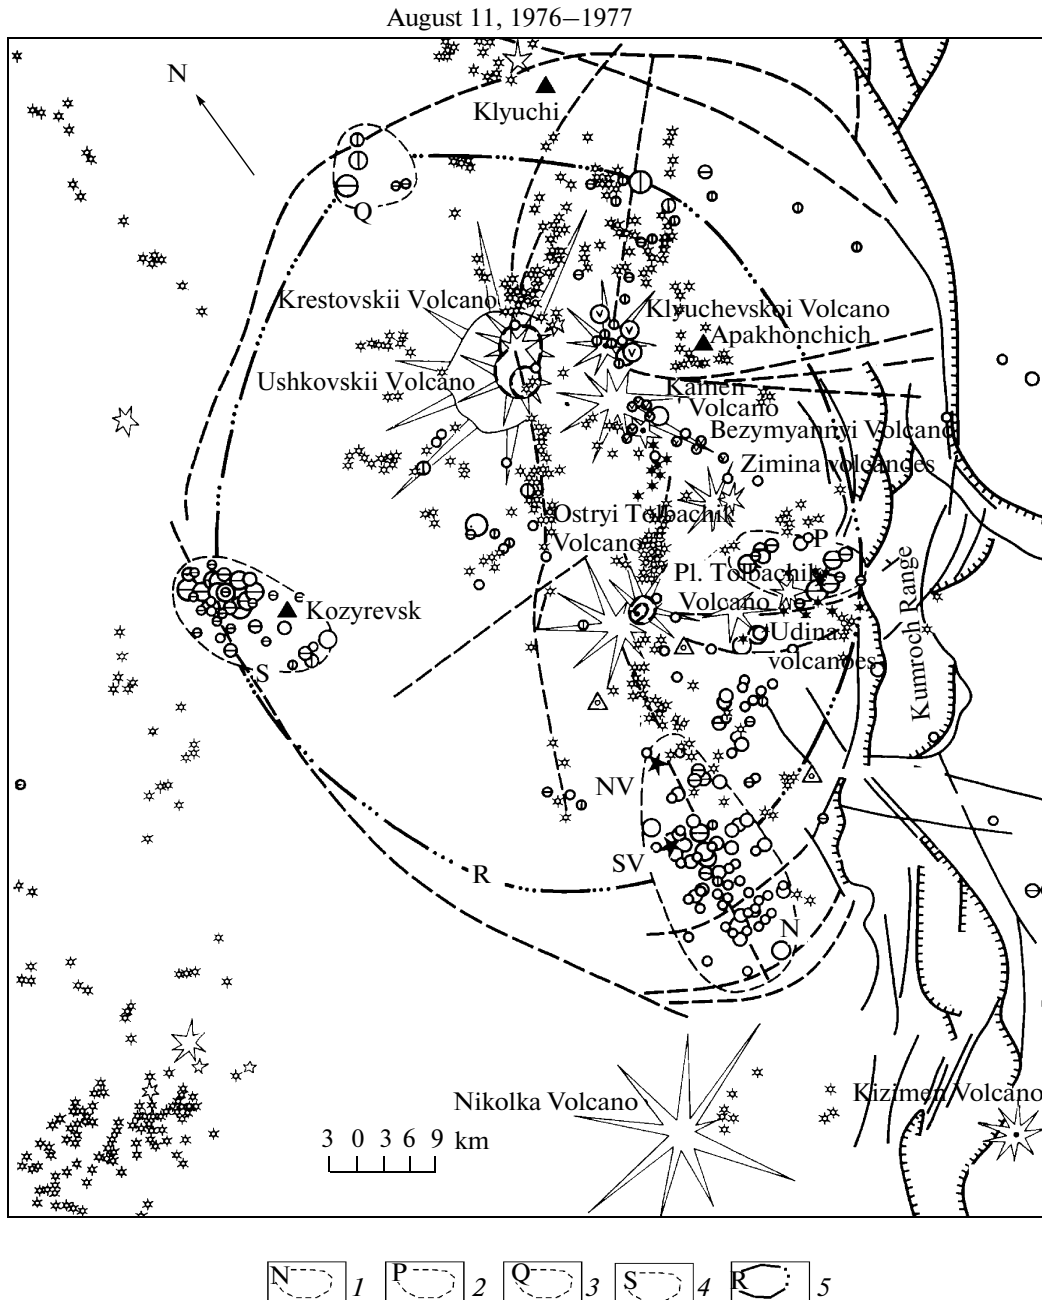 August 11, 1976–1977
N
Klyuchi
Q
Krestovskii Volcano
Klyuchevskoi Volcano
Apakhonchich
Ushkovskii Volcano
Kamen
Volcano
Bezymyannyi Volcano
Zimina volcanoes
Ostryi Tolbachik
Volcano
P
Pl. Tolbachik
Volcano
Kozyrevsk
Udina
volcanoes
Kumroch Range
S
NV
SV
R
N
Nikolka Volcano
Kizimen Volcano
3 0 3 6 9 km
N 1 P 2 Q 3 S 4 R 5